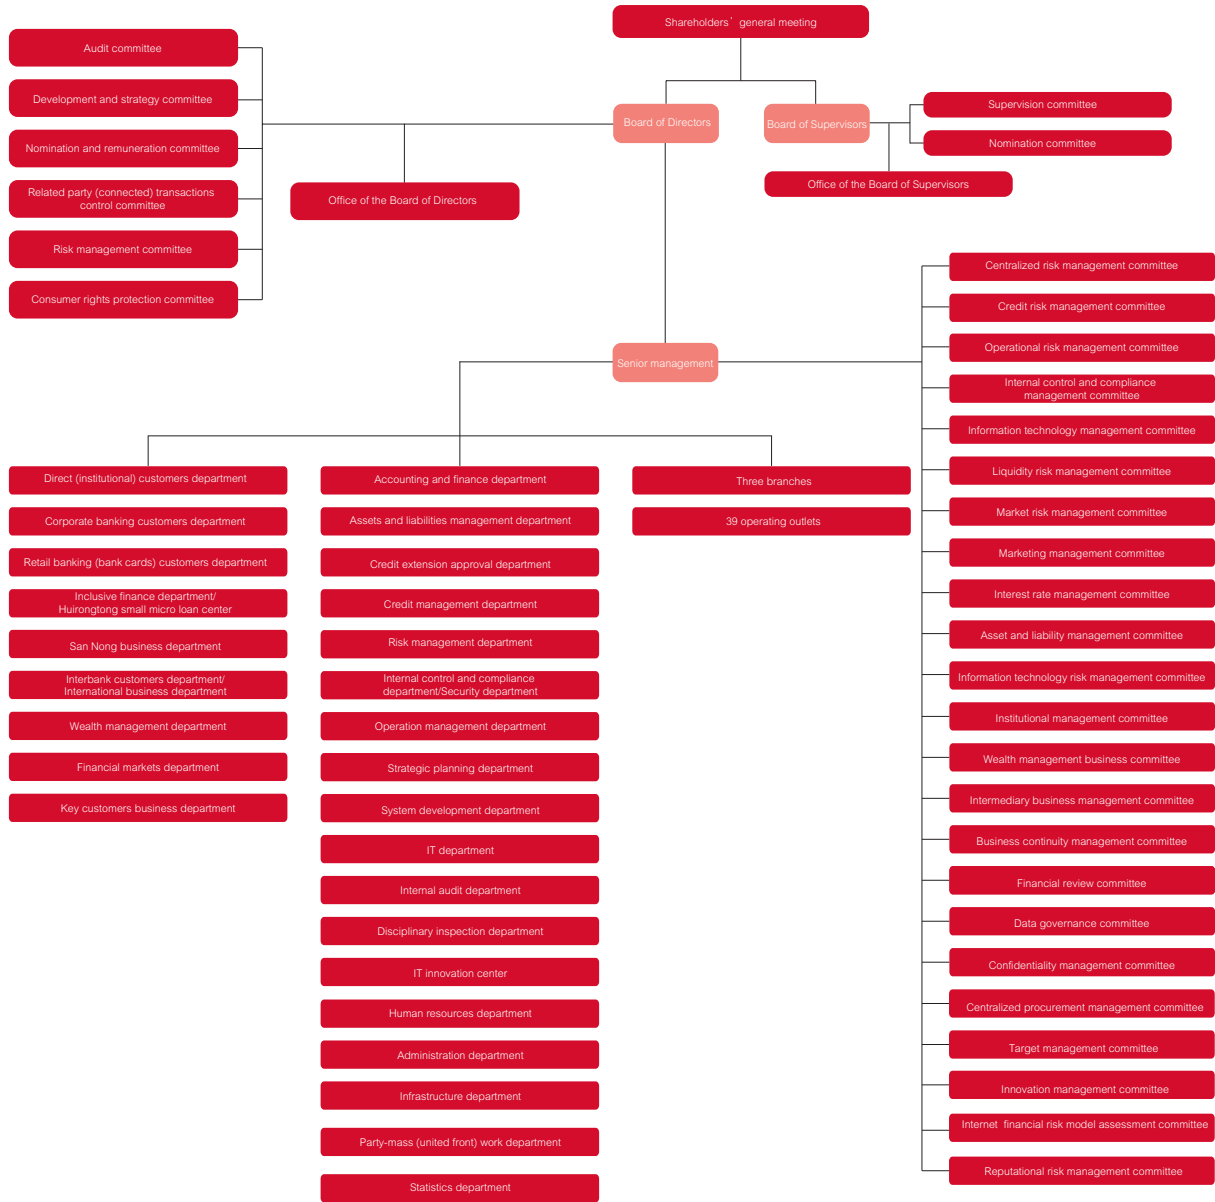 Shareholders` general meeting
Audit committee
Development and strategy committee
Nomination and remuneration committee
Related party (connected) transactions
control committee
Risk management committee
Consumer rights protection committee
Board of Directors
Board of Supervisors
Supervision committee
Nomination committee
Office of the Board of Directors
Office of the Board of Supervisors
Senior management
Direct (institutional) customers department
Corporate banking customers department
Retail banking (bank cards) customers department
Inclusive finance department/
Huirongtong small micro loan center
San Nong business department
Interbank customers department/
International business department
Wealth management department
Financial markets department
Key customers business department
Accounting and finance department
Assets and liabilities management department
Credit extension approval department
Credit management department
Risk management department
Internal control and compliance
department/Security department
Operation management department
Strategic planning department
System development department
IT department
Internal audit department
Disciplinary inspection department
IT innovation center
Human resources department
Administration department
Infrastructure department
Party-mass (united front) work department
Statistics department
Three branches
39 operating outlets
Centralized risk management committee
Credit risk management committee
Operational risk management committee
Internal control and compliance
management committee
Information technology management committee
Liquidity risk management committee
Market risk management committee
Marketing management committee
Interest rate management committee
Asset and liability management committee
Information technology risk management committee
Institutional management committee
Wealth management business committee
Intermediary business management committee
Business continuity management committee
Financial review committee
Data governance committee
Confidentiality management committee
Centralized procurement management committee
Target management committee
Innovation management committee
Internet financial risk model assessment committee
Reputational risk management committee